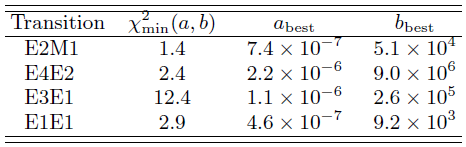 Transition χ²min(a, b) abest bbest
E2M1 1.4 7.4 × 10⁻⁷ 5.1 × 10⁴
E4E2 2.4 2.2 × 10⁻⁶ 9.0 × 10⁶
E3E1 12.4 1.1 × 10⁻⁶ 2.6 × 10⁵
E1E1 2.9 4.6 × 10⁻⁷ 9.2 × 10³